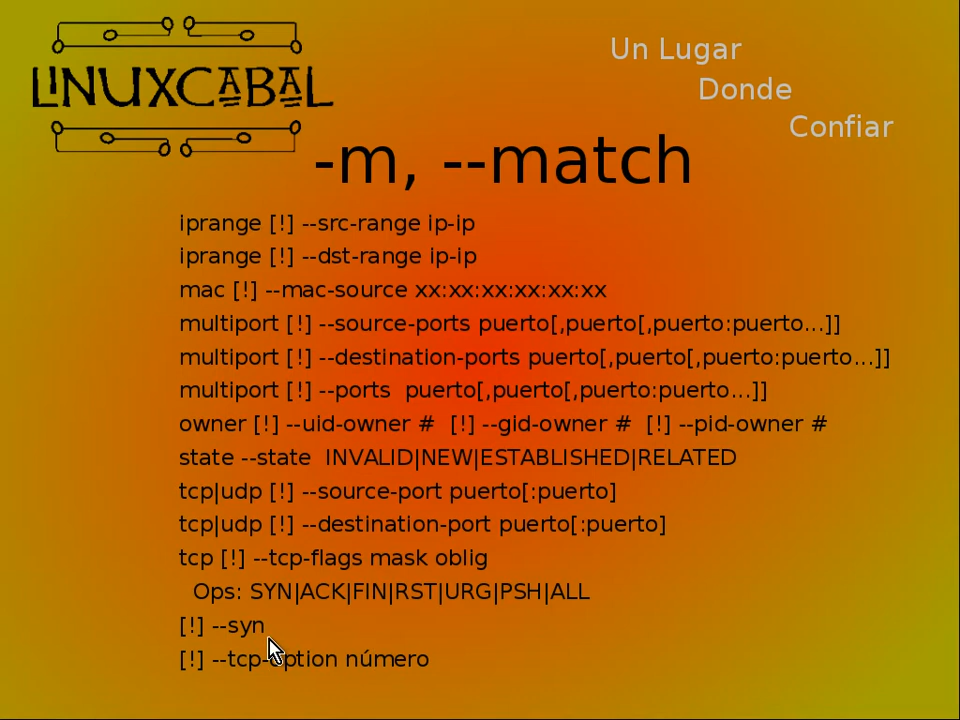 LINUXCABAL
Un Lugar
Donde
Confiar
-m, --match
iprange [!] --src-range ip-ip
iprange [!] --dst-range ip-ip
mac [!] --mac-source xx:xx:xx:xx:xx:xx
multiport [!] --source-ports puerto[,puerto[,puerto:puerto...]]
multiport [!] --destination-ports puerto[,puerto[,puerto:puerto...]]
multiport [!] --ports  puerto[,puerto[,puerto:puerto...]]
owner [!] --uid-owner #  [!] --gid-owner #  [!] --pid-owner #
state --state  INVALID|NEW|ESTABLISHED|RELATED
tcp|udp [!] --source-port puerto[:puerto]
tcp|udp [!] --destination-port puerto[:puerto]
tcp [!] --tcp-flags mask oblig
Ops: SYN|ACK|FIN|RST|URG|PSH|ALL
[!] --syn
[!] --tcp-option número